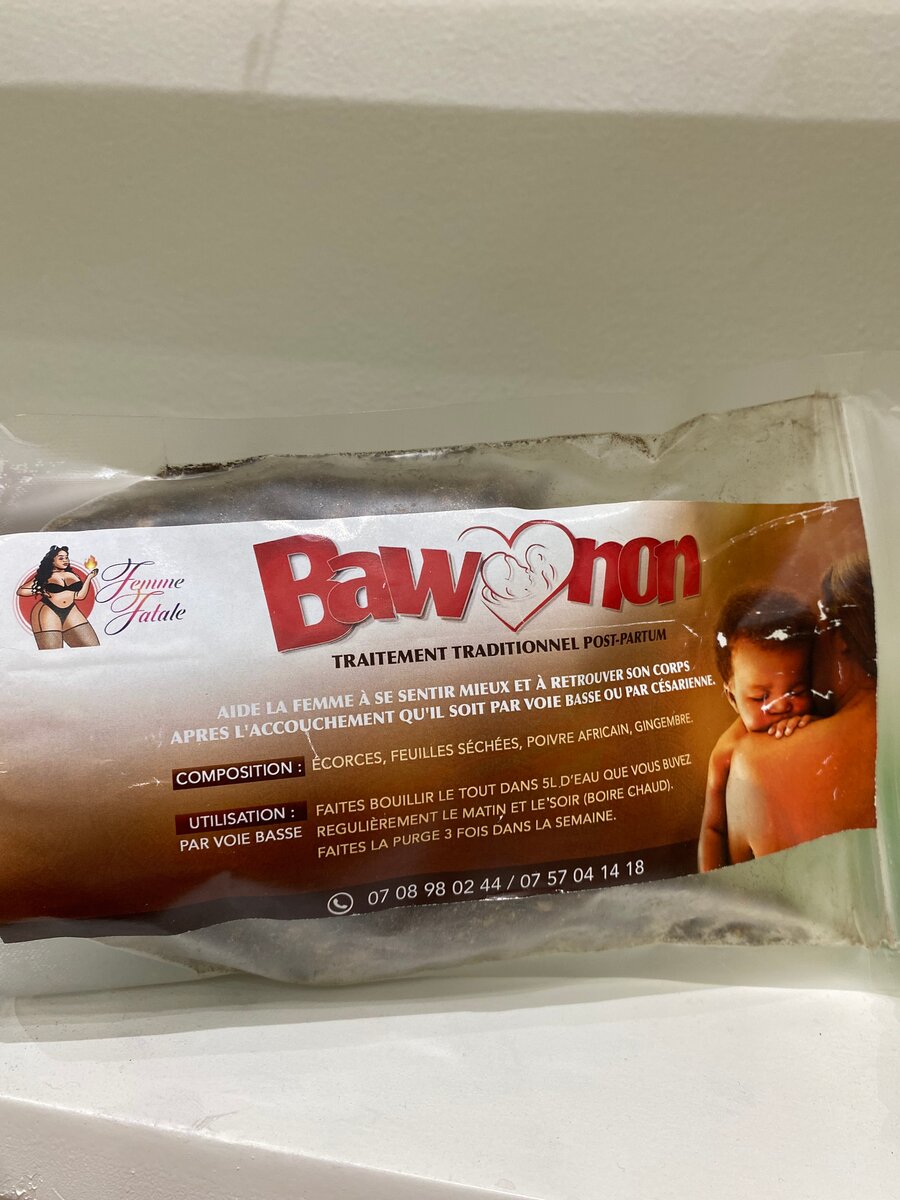 Femme
Fatale
Bawonon
TRAITEMENT TRADITIONNEL POST-PARTUM
AIDE LA FEMME À SE SENTIR MIEUX ET À RETROUVER SON CORPS
APRES L'ACCOUCHEMENT QU'IL SOIT PAR VOIE BASSE OU PAR CÉSARIENNE.
COMPOSITION : ÉCORCES, FEUILLES SÉCHÉES, POIVRE AFRICAIN, GINGEMBRE.
UTILISATION :
PAR VOIE BASSE
FAITES BOUILLIR LE TOUT DANS 5L D'EAU QUE VOUS BUVEZ
REGULIÈREMENT LE MATIN ET LE SOIR (BOIRE CHAUD).
FAITES LA PURGE 3 FOIS DANS LA SEMAINE.
07 08 98 02 44 / 07 57 04 14 18